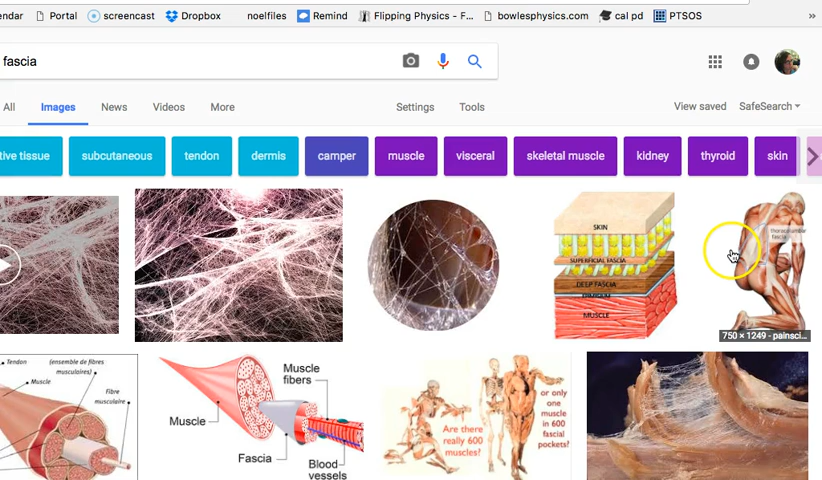 endar Portal screencast Dropbox noelfiles Remind Flipping Physics - F... bowlesphysics.com cal pd PTSOS »
fascia
All Images News Videos More Settings Tools View saved SafeSearch
tive tissue subcutaneous tendon dermis camper muscle visceral skeletal muscle kidney thyroid skin
SKIN
SUPERFICIAL FASCIA
DEEP FASCIA
MUSCLE
thoracolumbar
fascia
750 × 1249 - painsci...
Tendon (ensemble de fibres
musculaires)
Muscle
Fibre
musculaire
Muscle
fibers
Muscle
Fascia
Blood
vessels
Are there
really 600
muscles?
or only
one
muscle
in 600
fascial
pockets?